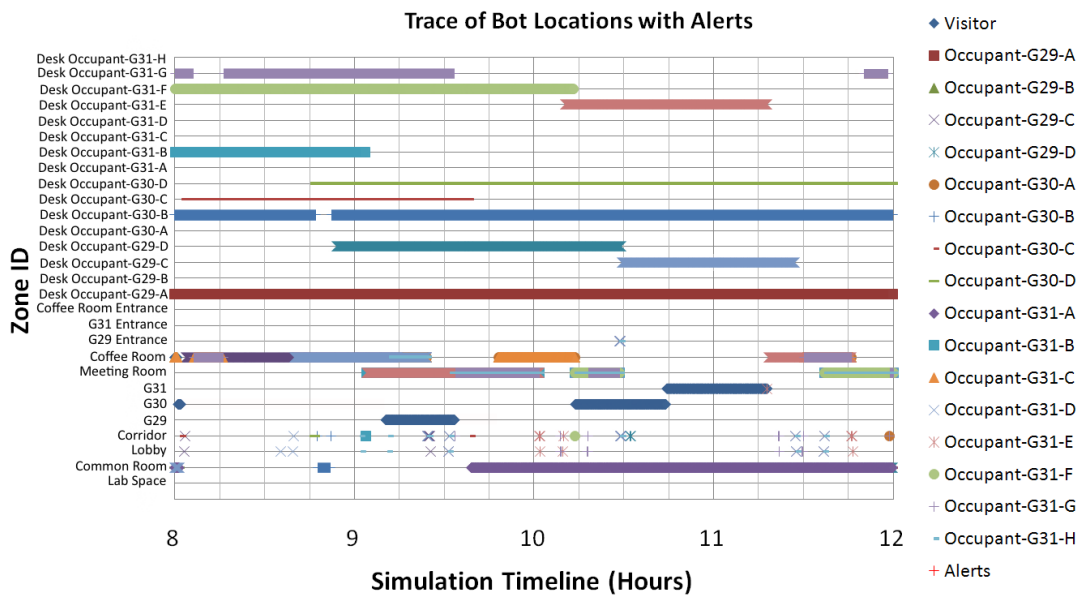 Trace of Bot Locations with Alerts
Zone ID
Desk Occupant-G31-H
Desk Occupant-G31-G
Desk Occupant-G31-F
Desk Occupant-G31-E
Desk Occupant-G31-D
Desk Occupant-G31-C
Desk Occupant-G31-B
Desk Occupant-G31-A
Desk Occupant-G30-D
Desk Occupant-G30-C
Desk Occupant-G30-B
Desk Occupant-G30-A
Desk Occupant-G29-D
Desk Occupant-G29-C
Desk Occupant-G29-B
Desk Occupant-G29-A
Coffee Room Entrance
G31 Entrance
G29 Entrance
Coffee Room
Meeting Room
G31
G30
G29
Corridor
Lobby
Common Room
Lab Space
8 9 10 11 12
Simulation Timeline (Hours)
Visitor
Occupant-G29-A
Occupant-G29-B
Occupant-G29-C
Occupant-G29-D
Occupant-G30-A
Occupant-G30-B
Occupant-G30-C
Occupant-G30-D
Occupant-G31-A
Occupant-G31-B
Occupant-G31-C
Occupant-G31-D
Occupant-G31-E
Occupant-G31-F
Occupant-G31-G
Occupant-G31-H
Alerts